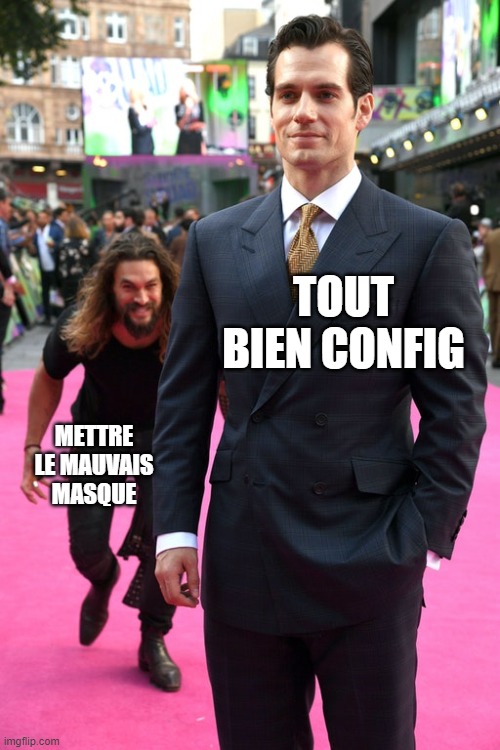 TOUT
BIEN CONFIG
METTRE
LE MAUVAIS
MASQUE
imgflip.com